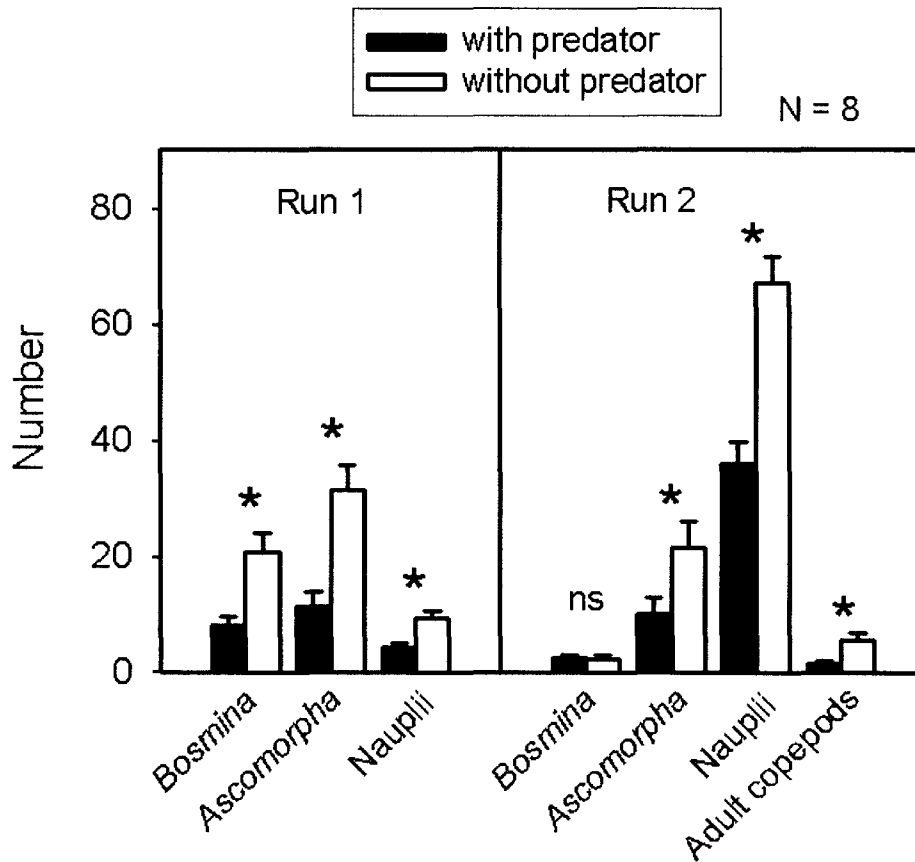 with predator
without predator
N = 8
Run 1
Run 2
Number
80
60
40
20
0
*
*
*
ns
*
*
*
Bosmina
Ascomorpha
Nauplii
Bosmina
Ascomorpha
Nauplii
Adult copepods